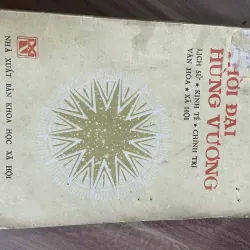 THỜI ĐẠI
HÙNG VƯƠNG
LỊCH SỬ * KINH TẾ * CHÍNH TRỊ
VĂN HÓA * XÃ HỘI
NHÀ XUẤT BẢN KHOA HỌC XÃ HỘI